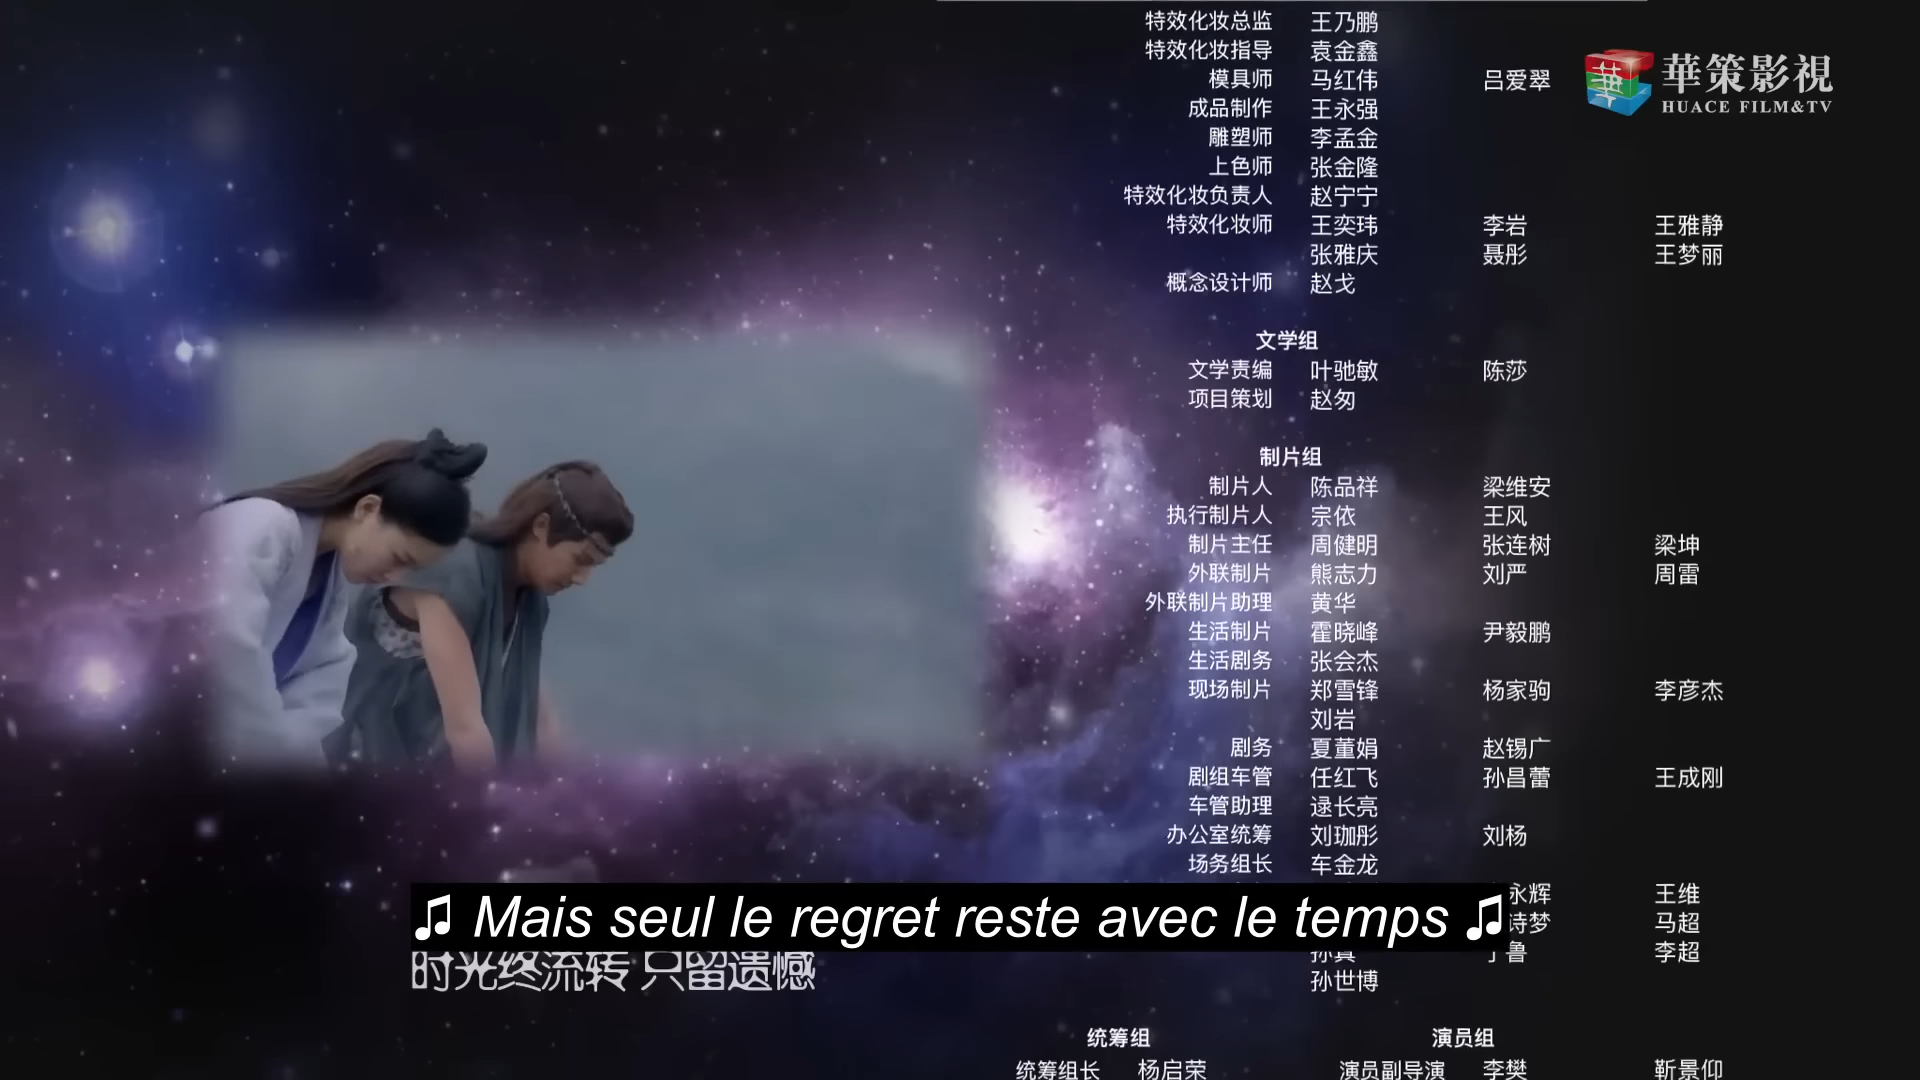 特效化妆总监 王乃鹏
特效化妆指导 袁金鑫
模具师 马红伟 吕爱翠
華策影視
HUACE FILM&TV
成品制作 王永强
雕塑师 李孟金
上色师 张金隆
特效化妆负责人 赵宁宁
特效化妆师 王奕玮 李岩 王雅静
张雅庆 聂彤 王梦丽
概念设计师 赵戈
文学组
文学责编 叶驰敏 陈莎
项目策划 赵匆
制片组
制片人 陈品祥 梁维安
执行制片人 宗依 王风
制片主任 周健明 张连树 梁坤
外联制片 熊志力 刘严 周雷
外联制片助理 黄华
生活制片 霍晓峰 尹毅鹏
生活剧务 张会杰
现场制片 郑雪锋 杨家驹 李彦杰
刘岩
剧务 夏董娟 赵锡广
剧组车管 任红飞 孙昌蕾 王成刚
车管助理 逯长亮
办公室统筹 刘珈彤 刘杨
场务组长 车金龙
永辉 王维
♫ Mais seul le regret reste avec le temps ♫
诗梦 马超
鲁 李超
时光终流转 只留遗憾
孙世博
统筹组 演员组
统筹组长 杨启荣 演员副导演 李樊 靳景仰